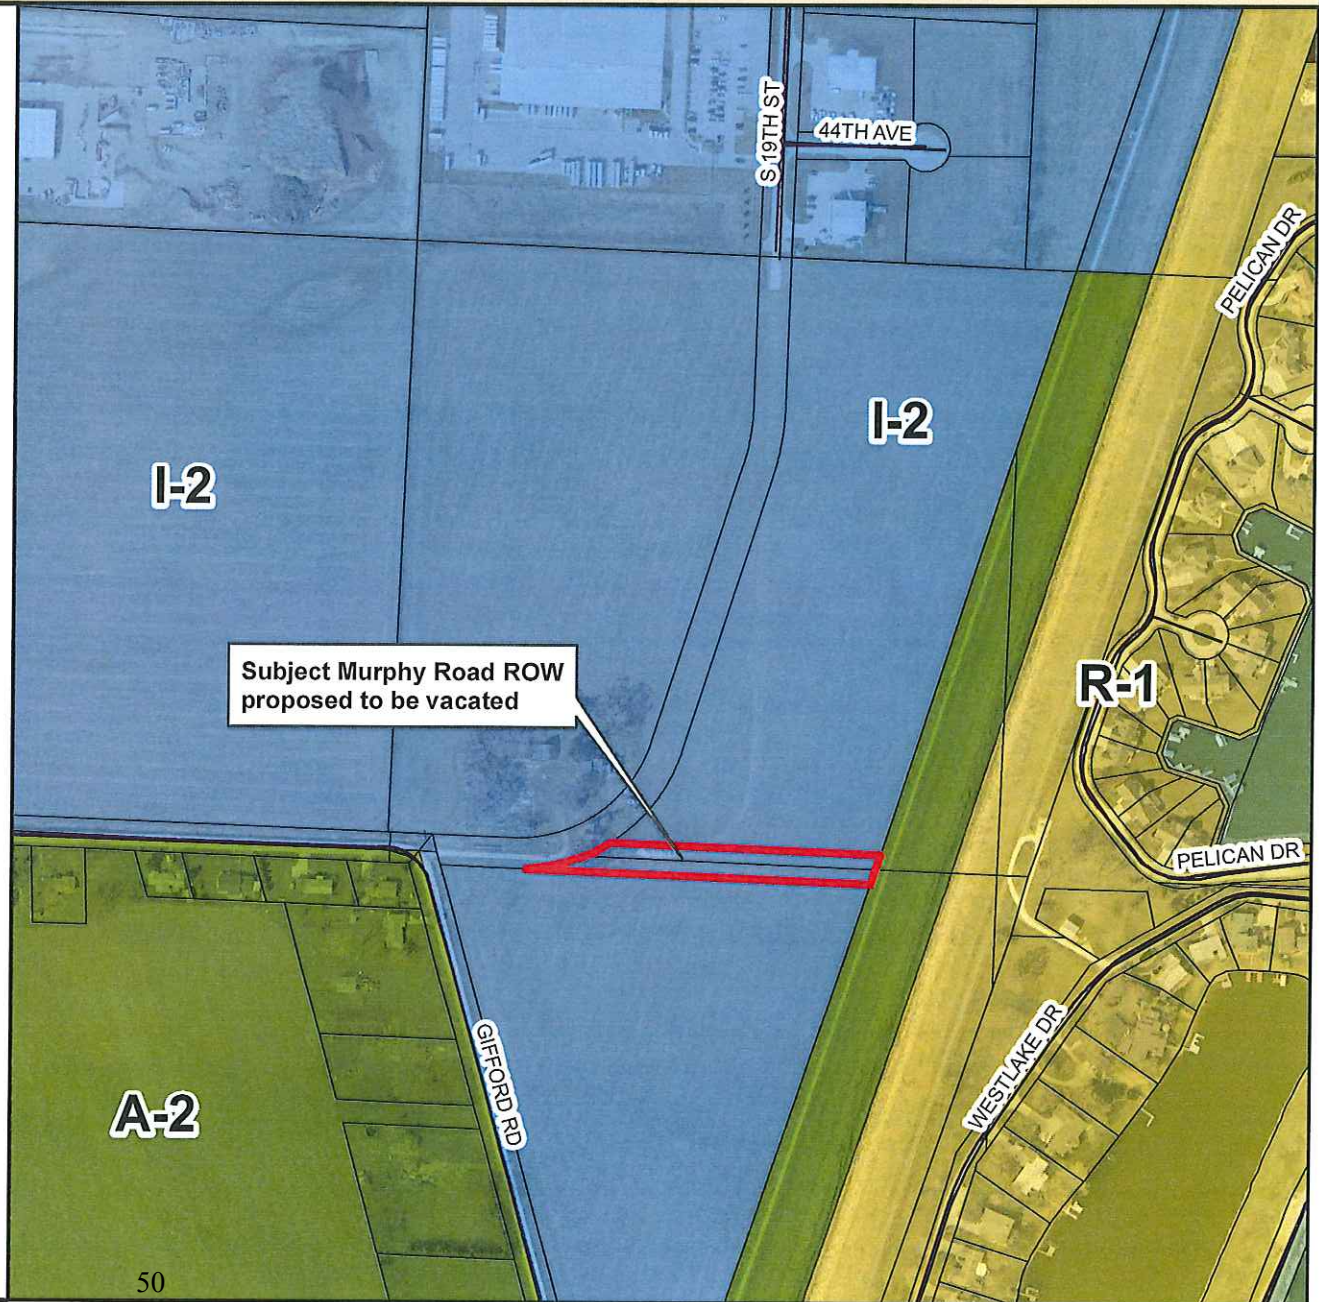 S 19TH ST
44TH AVE
PELICAN DR
I-2
I-2
Subject Murphy Road ROW
proposed to be vacated
R-1
PELICAN DR
GIFFORD RD
WESTLAKE DR
A-2
50